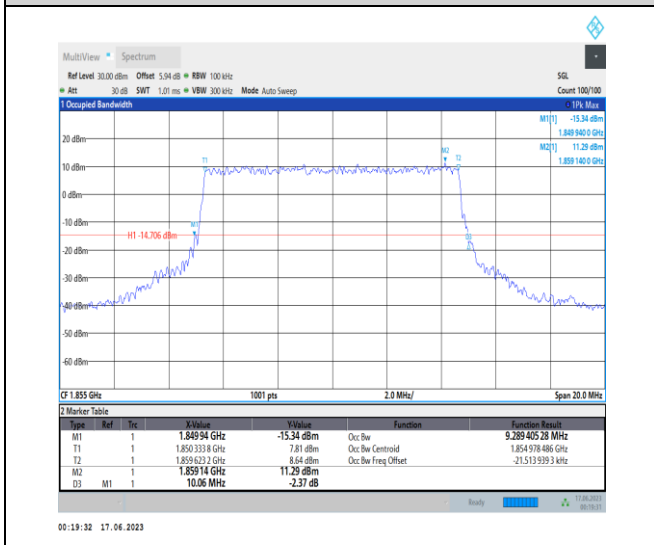 MultiView Spectrum
Ref Level 30.00 dBm Offset 5.94 dB RBW 100 kHz SGL
Att 30 dB SWT 1.01 ms VBW 300 kHz Mode Auto Sweep Count 100/100
1 Occupied Bandwidth 1Pk Max
M1[1] -15.34 dBm
1.849 940 0 GHz
M2[1] 11.29 dBm
1.859 140 0 GHz
20 dBm
M2
T1 T2
10 dBm
0 dBm
-10 dBm
M1
H1 -14.706 dBm
D3
-20 dBm
-30 dBm
-40 dBm
-50 dBm
-60 dBm
CF 1.855 GHz 1001 pts 2.0 MHz/ Span 20.0 MHz
2 Marker Table
Type Ref Trc X-Value Y-Value Function Function Result
M1 1 1.849 94 GHz -15.34 dBm Occ Bw 9.289 405 28 MHz
T1 1 1.850 333 8 GHz 7.81 dBm Occ Bw Centroid 1.854 978 486 GHz
T2 1 1.859 623 2 GHz 8.64 dBm Occ Bw Freq Offset -21.513 939 3 kHz
M2 1 1.859 14 GHz 11.29 dBm
D3 M1 1 10.06 MHz -2.37 dB
Ready 17.06.2023
00:19:31
00:19:32 17.06.2023